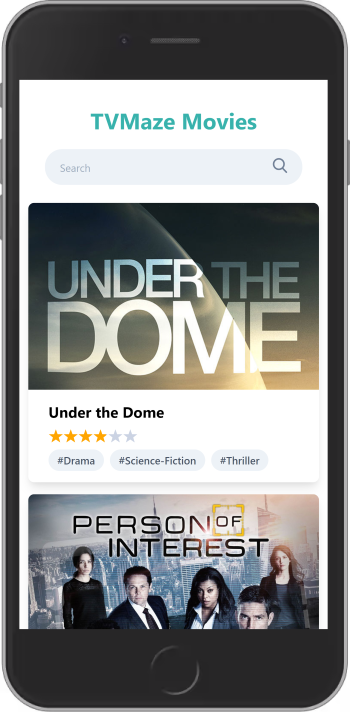 TVMaze Movies
Search
UNDER THE
DOME
Under the Dome
#Drama #Science-Fiction #Thriller
PERSON OF
INTEREST